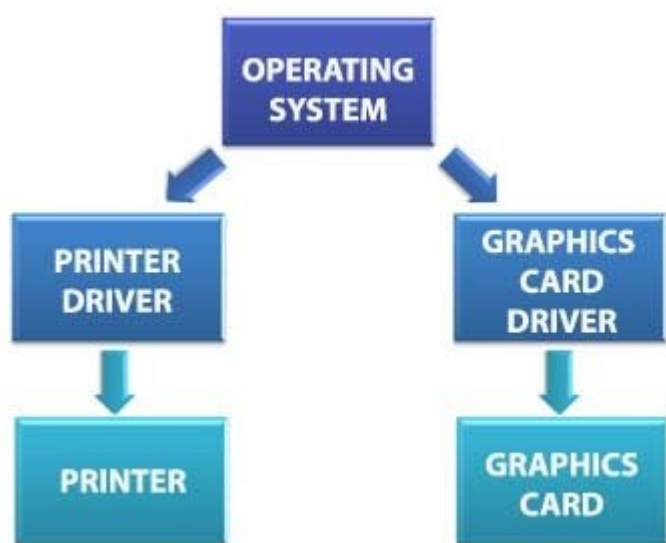 OPERATING
SYSTEM
PRINTER
DRIVER
GRAPHICS
CARD
DRIVER
PRINTER
GRAPHICS
CARD